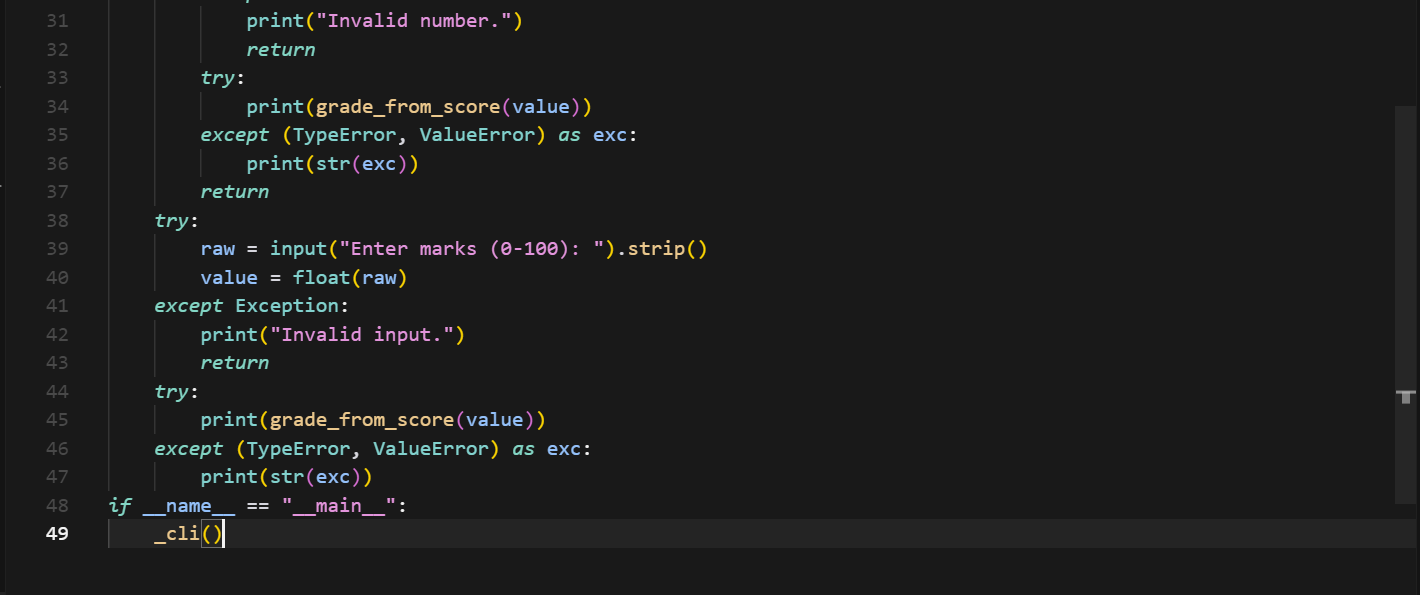 31 print("Invalid number.")
32 return
33 try:
34 print(grade_from_score(value))
35 except (TypeError, ValueError) as exc:
36 print(str(exc))
37 return
38 try:
39 raw = input("Enter marks (0-100): ").strip()
40 value = float(raw)
41 except Exception:
42 print("Invalid input.")
43 return
44 try:
45 print(grade_from_score(value))
46 except (TypeError, ValueError) as exc:
47 print(str(exc))
48 if __name__ == "__main__":
49 _cli()